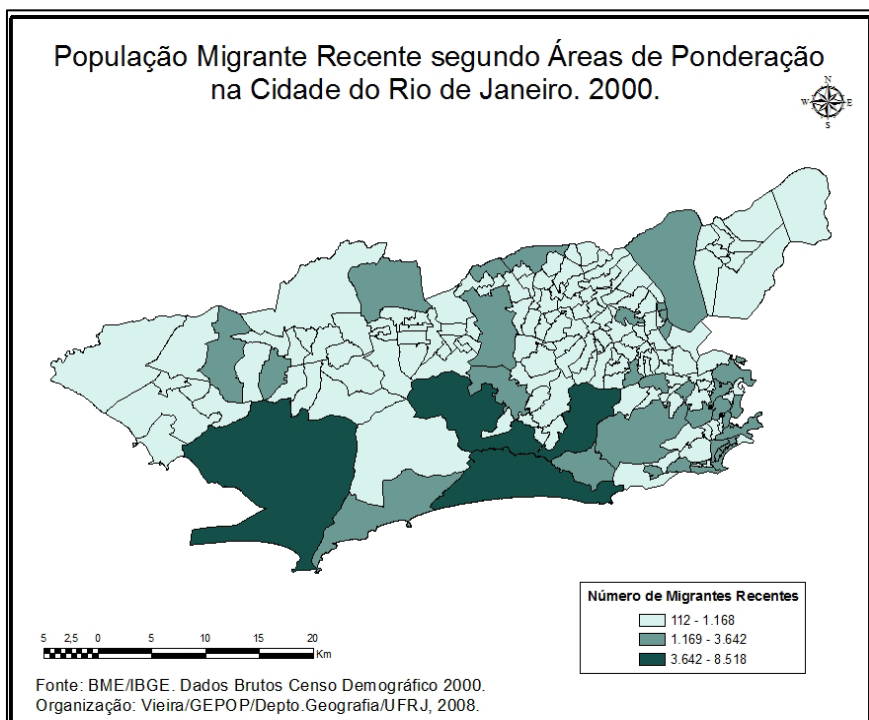 População Migrante Recente segundo Áreas de Ponderação
na Cidade do Rio de Janeiro. 2000.
N
W E
S
Número de Migrantes Recentes
112 - 1.168
1.169 - 3.642
3.642 - 8.518
5 2,5 0 5 10 15 20
Km
Fonte: BME/IBGE. Dados Brutos Censo Demográfico 2000.
Organização: Vieira/GEPOP/Depto.Geografia/UFRJ, 2008.